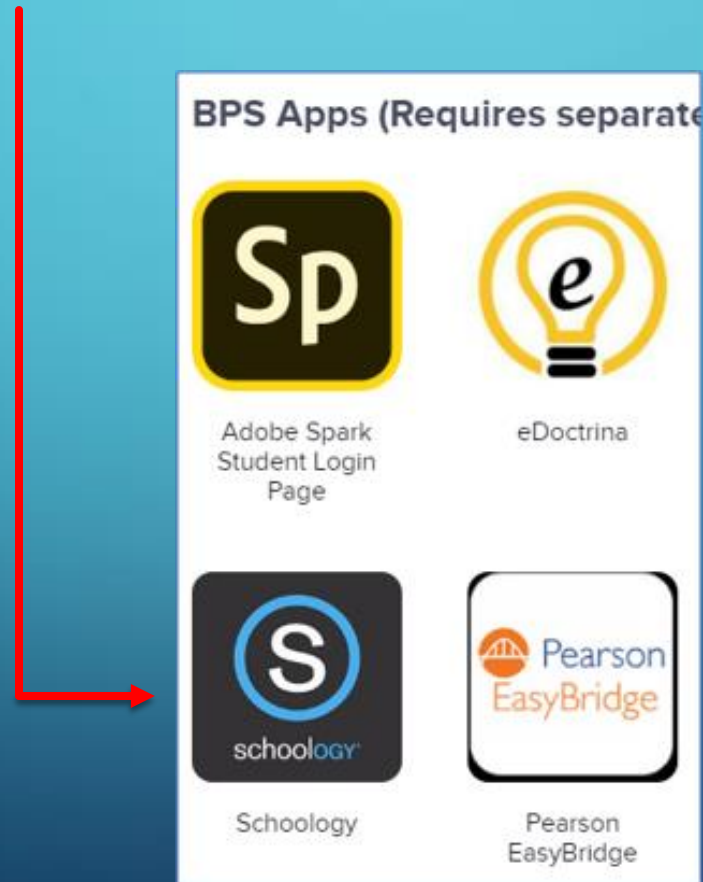 BPS Apps (Requires separate
Sp
e
Adobe Spark
Student Login
Page
eDoctrina
S
schoology
Pearson
EasyBridge
Schoology
Pearson
EasyBridge